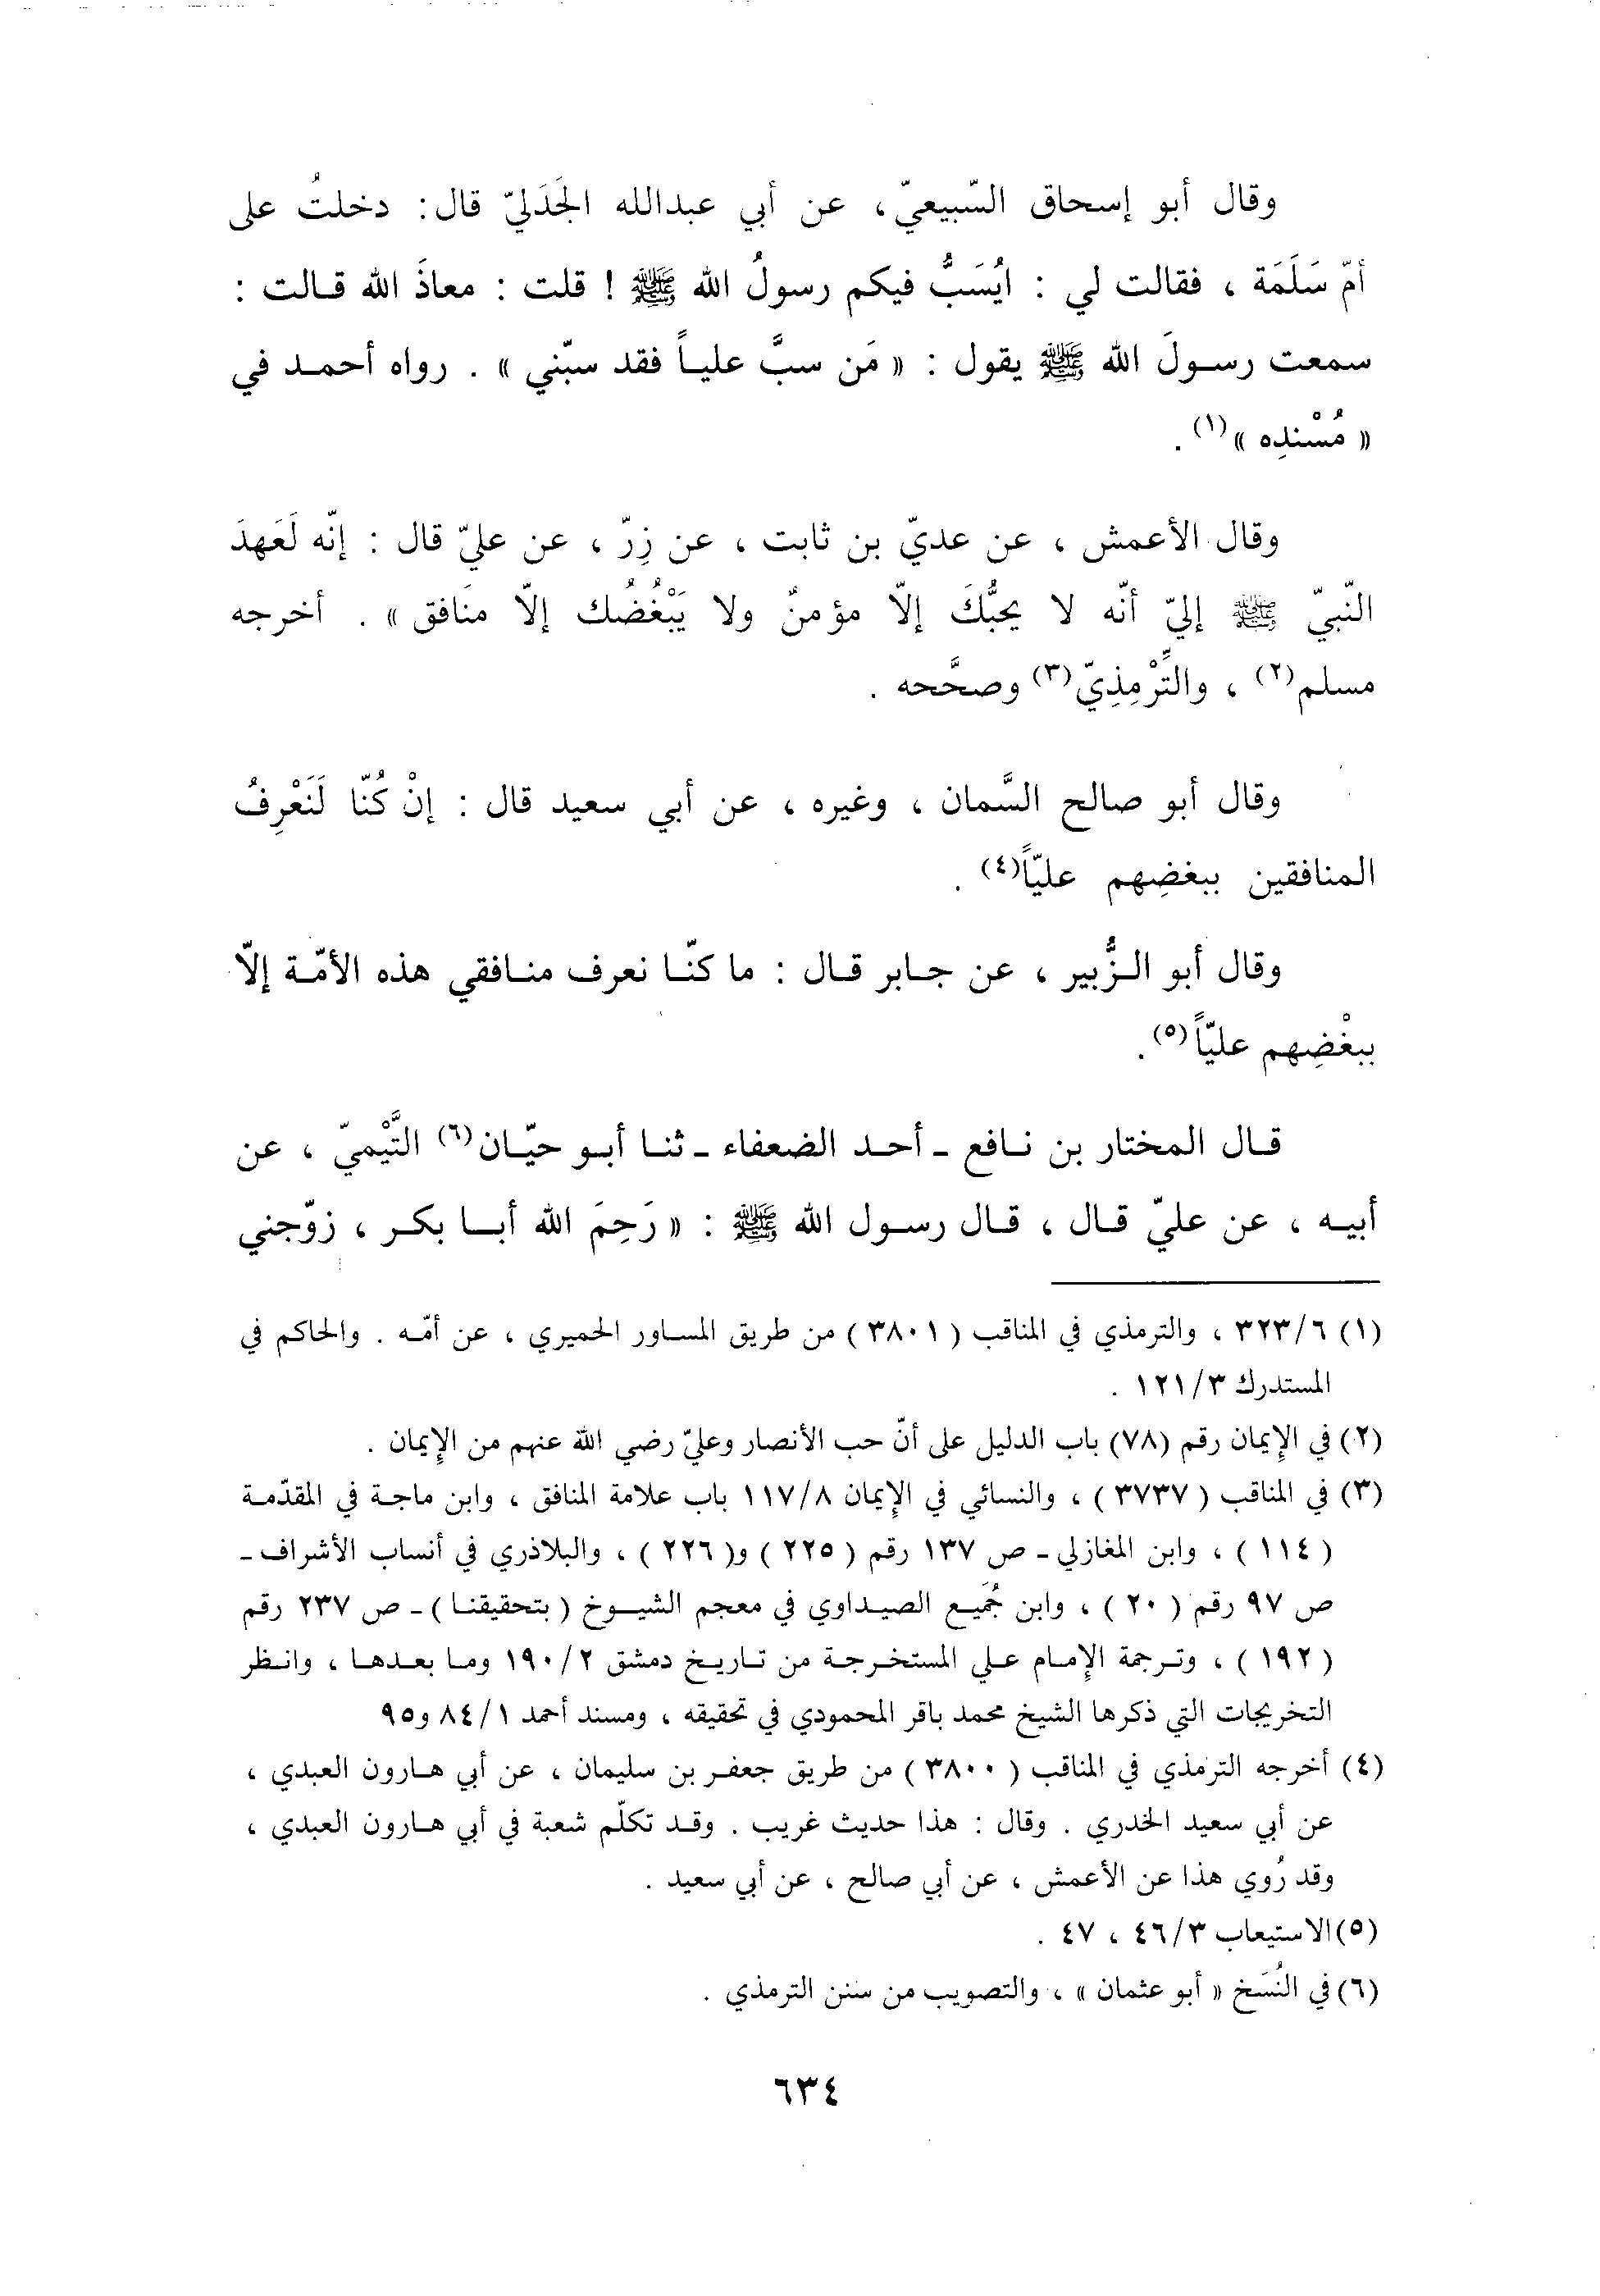 وقال أبو إسحاق السّبيعيّ، عن أبي عبدالله الجَدَليّ قال: دخلتُ على
أمّ سَلَمَة ، فقالت لي : أيُسَبُّ فيكم رسولُ الله ﷺ ! قلت : معاذَ الله قالت :
سمعت رسولَ الله ﷺ يقول : « مَن سبَّ علياً فقد سبّني » . رواه أحمد في
« مُسْندِه »(١) .
وقال الأعمش ، عن عديّ بن ثابت ، عن زِرّ ، عن عليّ قال : إنّه لَعَهدَ
النّبيّ ﷺ إليّ أنّه لا يحبُّكَ إلّا مؤمنٌ ولا يَبْغُضُك إلّا منَافق » . أخرجه
مسلم(٢) ، والتِّرْمِذِيّ(٣) وصحَّحه .
وقال أبو صالح السَّمان ، وغيره ، عن أبي سعيد قال : إنْ كُنّا لَنَعْرِفُ
المنافقين ببغضِهم عليّاً(٤) .
وقال أبو الزُّبير ، عن جابر قال : ما كنّا نعرف منافقي هذه الأمّة إلّا
ببغْضِهم عليّاً(٥) .
قال المختار بن نافع ـ أحد الضعفاء ـ ثنا أبو حيّان(٦) التَّيْميّ ، عن
أبيه ، عن عليّ قال ، قال رسول الله ﷺ : « رَحِمَ الله أبا بكر ، زوّجني
(١) ٣٢٣/٦ ، والترمذي في المناقب ( ٣٨٠١ ) من طريق المساور الحميري ، عن أمّه . والحاكم في
المستدرك ١٢١/٣ .
(٢) في الإيمان رقم (٧٨) باب الدليل على أنّ حب الأنصار وعليّ رضي الله عنهم من الإيمان .
(٣) في المناقب ( ٣٧٣٧ ) ، والنسائي في الإيمان ١١٧/٨ باب علامة المنافق ، وابن ماجة في المقدّمة
( ١١٤ ) ، وابن المغازلي ـ ص ١٣٧ رقم ( ٢٢٥ ) و( ٢٢٦ ) ، والبلاذري في أنساب الأشراف ـ
ص ٩٧ رقم ( ٢٠ ) ، وابن جُمَيع الصيداوي في معجم الشيوخ ( بتحقيقنا ) ـ ص ٢٣٧ رقم
( ١٩٢ ) ، وترجمة الإمام علي المستخرجة من تاريخ دمشق ١٩٠/٢ وما بعدها ، وانظر
التخريجات التي ذكرها الشيخ محمد باقر المحمودي في تحقيقه ، ومسند أحمد ٨٤/١ و٩٥
(٤) أخرجه الترمذي في المناقب ( ٣٨٠٠ ) من طريق جعفر بن سليمان ، عن أبي هارون العبدي ،
عن أبي سعيد الخدري . وقال : هذا حديث غريب . وقد تكلّم شعبة في أبي هارون العبدي ،
وقد رُوي هذا عن الأعمش ، عن أبي صالح ، عن أبي سعيد .
(٥) الاستيعاب ٤٦/٣ ، ٤٧ .
(٦) في النُسَخ « أبو عثمان » ، والتصويب من سنن الترمذي .
٦٣٤